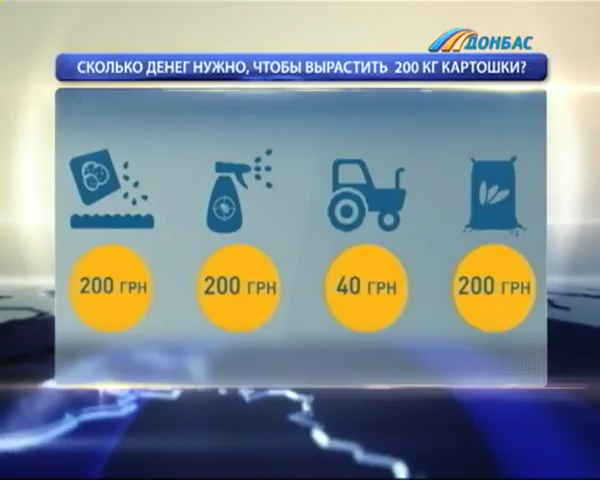 ДОНБАС
СКОЛЬКО ДЕНЕГ НУЖНО, ЧТОБЫ ВЫРАСТИТЬ 200 КГ КАРТОШКИ?
200 ГРН 200 ГРН 40 ГРН 200 ГРН